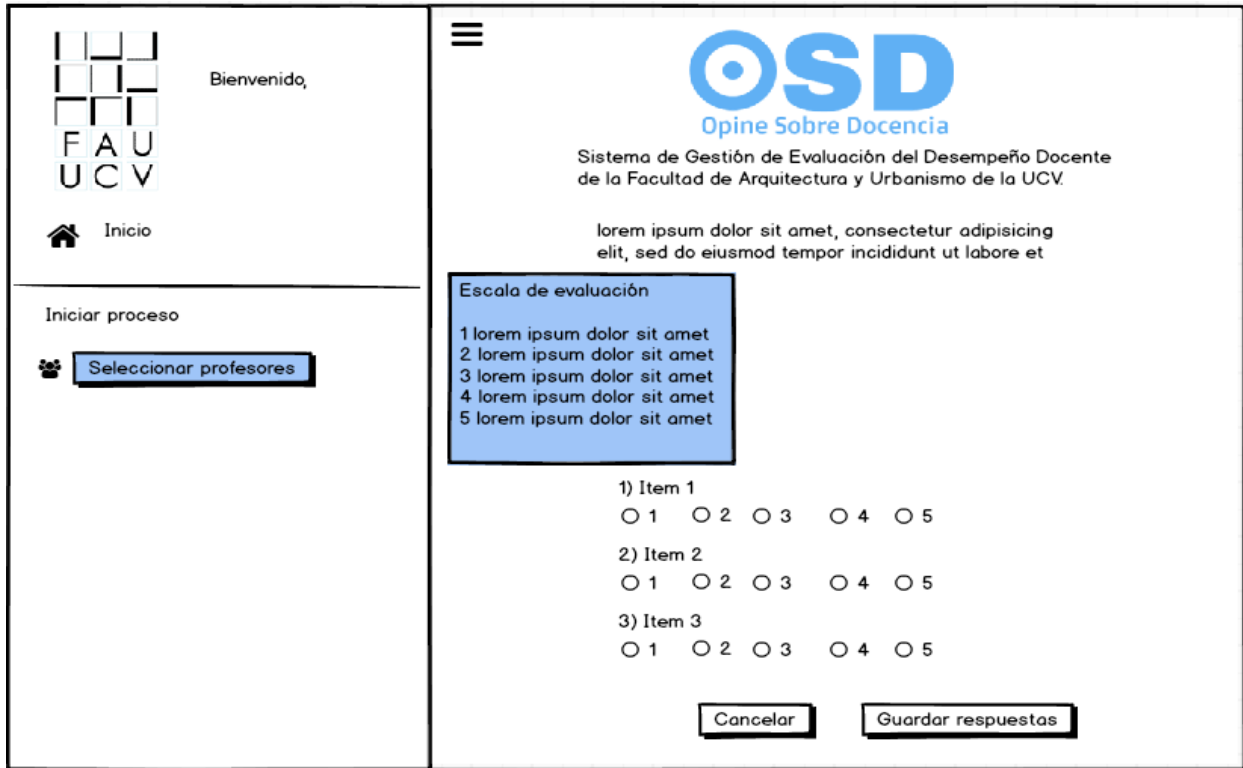 FAU
UCV
Bienvenido,
Inicio
Iniciar proceso
Seleccionar profesores
OSD
Opine Sobre Docencia
Sistema de Gestión de Evaluación del Desempeño Docente
de la Facultad de Arquitectura y Urbanismo de la UCV.
lorem ipsum dolor sit amet, consectetur adipisicing
elit, sed do eiusmod tempor incididunt ut labore et
Escala de evaluación
1 lorem ipsum dolor sit amet
2 lorem ipsum dolor sit amet
3 lorem ipsum dolor sit amet
4 lorem ipsum dolor sit amet
5 lorem ipsum dolor sit amet
1) Item 1
1 2 3 4 5
2) Item 2
1 2 3 4 5
3) Item 3
1 2 3 4 5
Cancelar Guardar respuestas